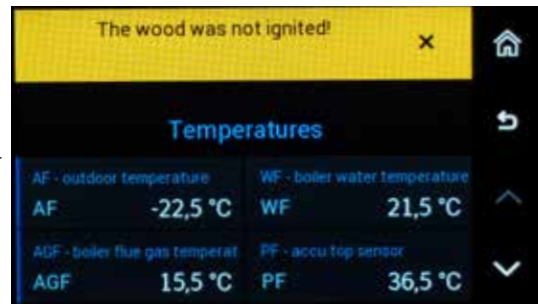 The wood was not ignited!
Temperatures
AF - outdoor temperature
WF - boiler water temperature
AF -22,5 °C
WF 21,5 °C
AGF - boiler flue gas temperat
PF - accu top sensor
AGF 15,5 °C
PF 36,5 °C